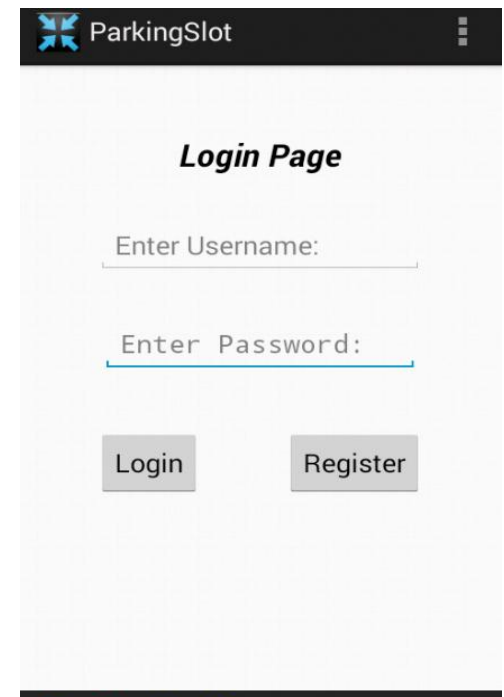 ParkingSlot
Login Page
Enter Username:
Enter Password:
Login Register